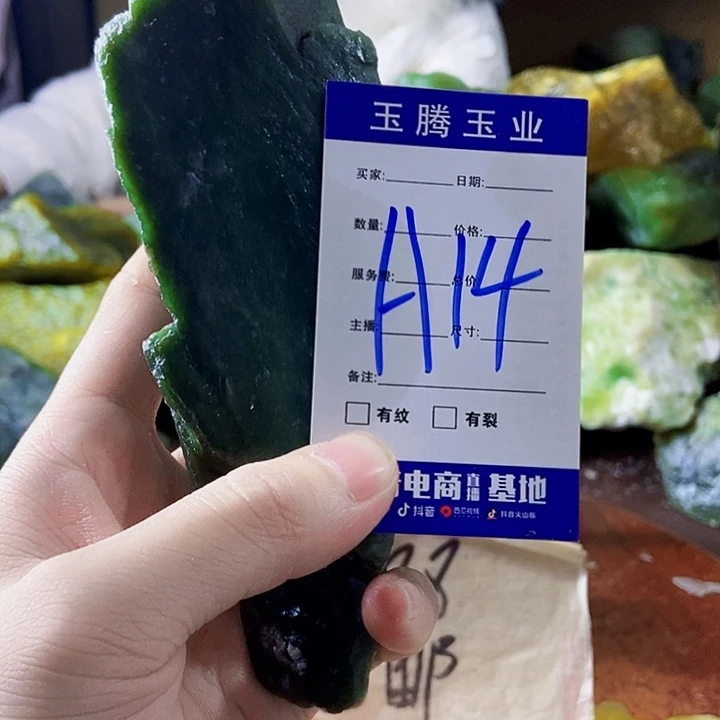 玉腾玉业
买家: 日期:
数量: 价格:
A14
服务费: 总价
主播 尺寸:
备注:
有纹 有裂
电商直播基地
抖音 西瓜视频 抖音火山版
邮